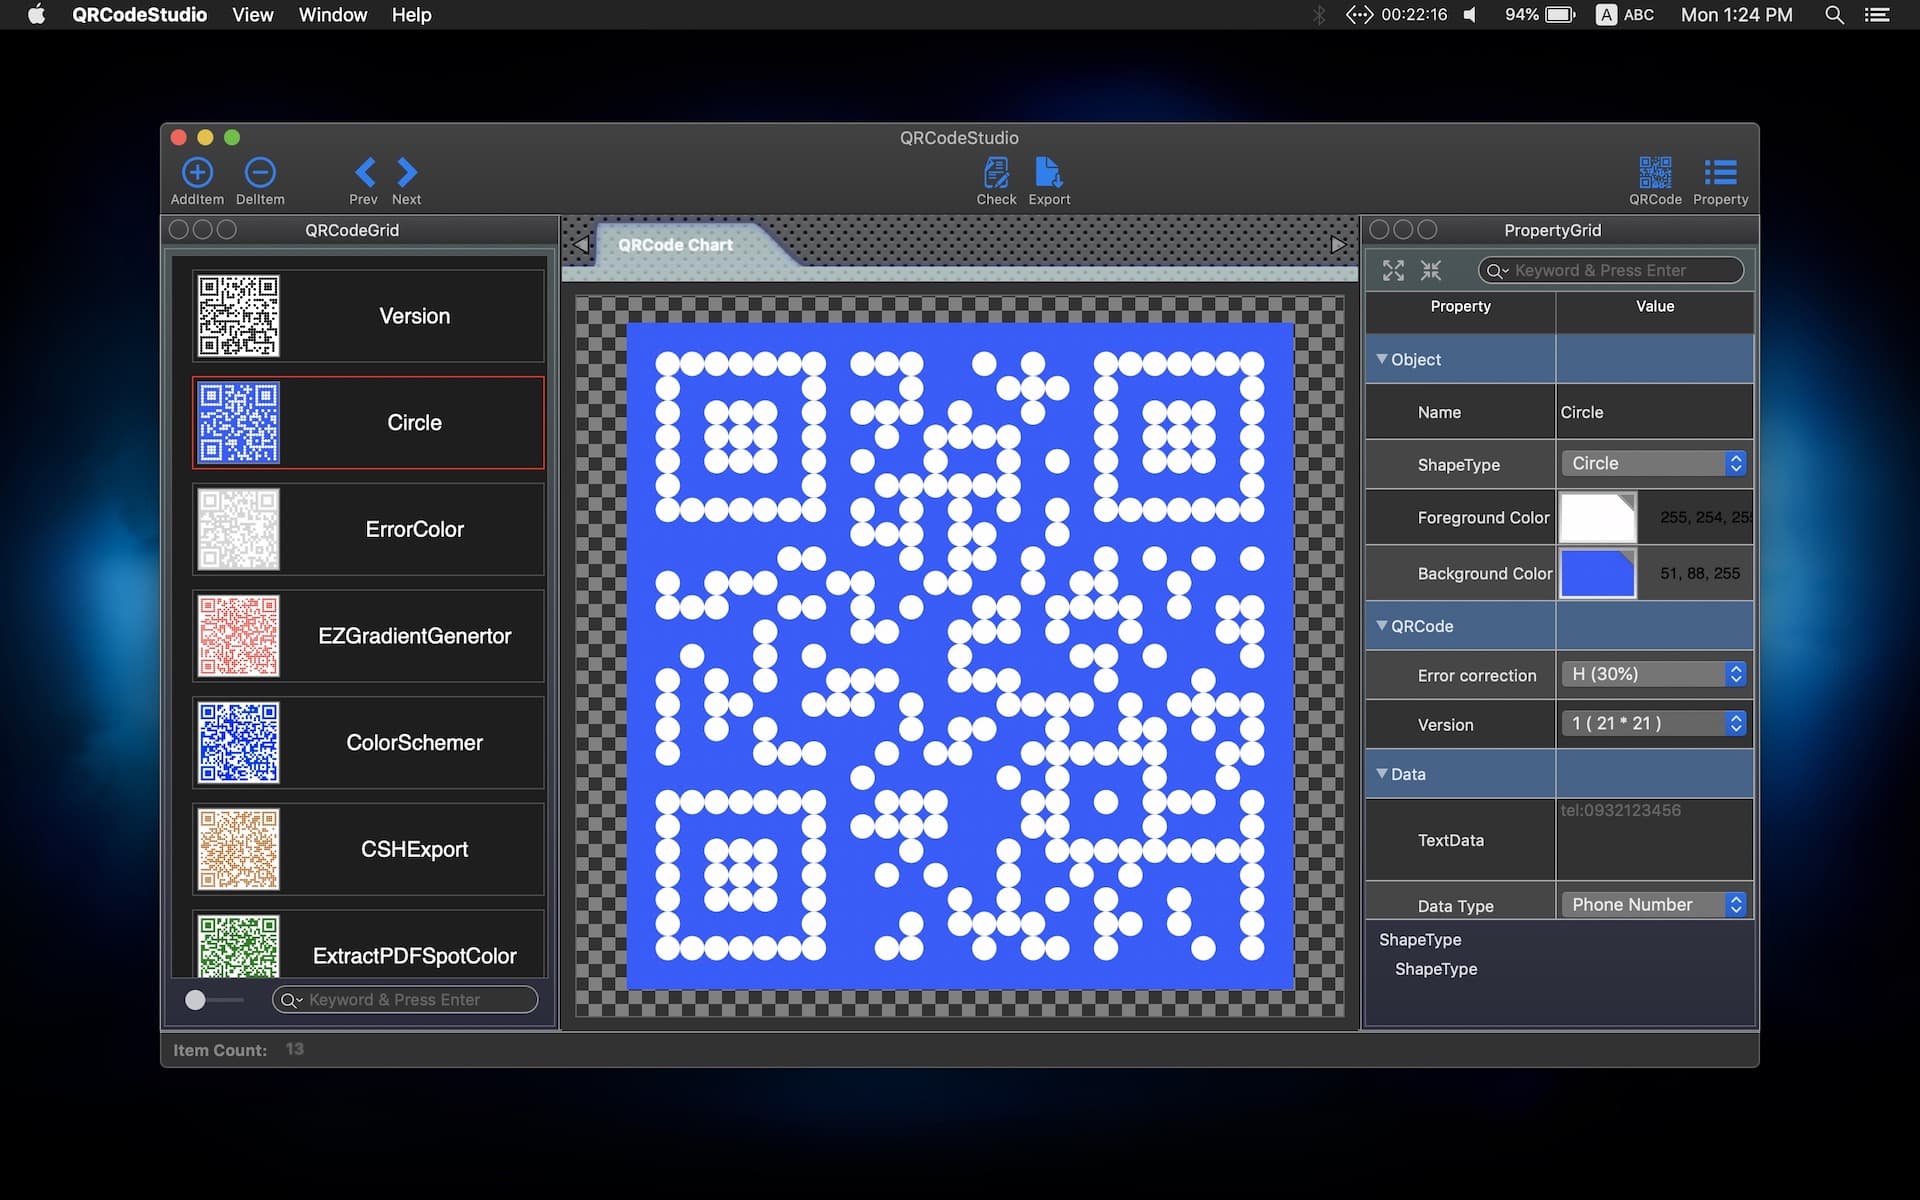 QRCodeStudio View Window Help 00:22:16 94% A ABC Mon 1:24 PM
QRCodeStudio
AddItem DelItem Prev Next Check Export QRCode Property
QRCodeGrid
Version
Circle
ErrorColor
EZGradientGenertor
ColorSchemer
CSHExport
ExtractPDFSpotColor
Keyword & Press Enter
QRCode Chart
PropertyGrid
Keyword & Press Enter
Property Value
Object
Name Circle
ShapeType Circle
Foreground Color 255, 254, 25
Background Color 51, 88, 255
QRCode
Error correction H (30%)
Version 1 ( 21 * 21 )
Data
TextData tel:0932123456
Data Type Phone Number
ShapeType
ShapeType
Item Count: 13